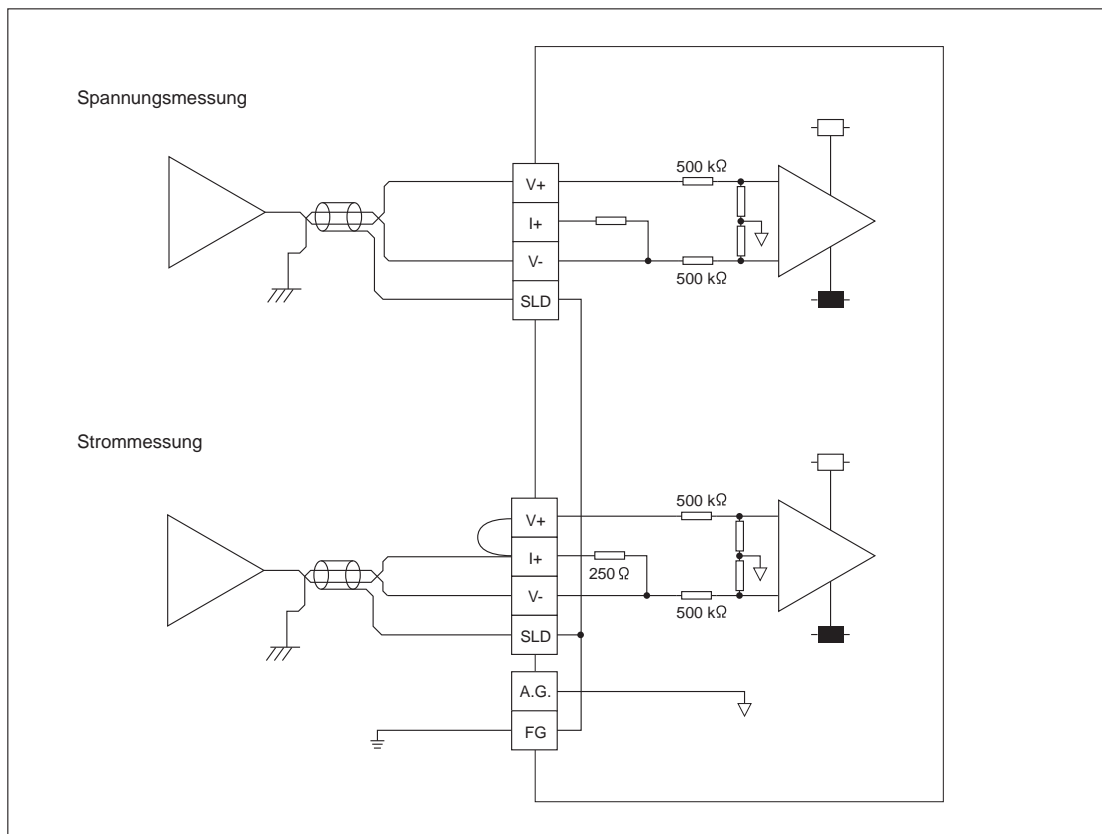 Spannungsmessung
500 kΩ
V+
I+
V-
500 kΩ
SLD
Strommessung
500 kΩ
V+
I+
250 Ω
V-
500 kΩ
SLD
A.G.
FG